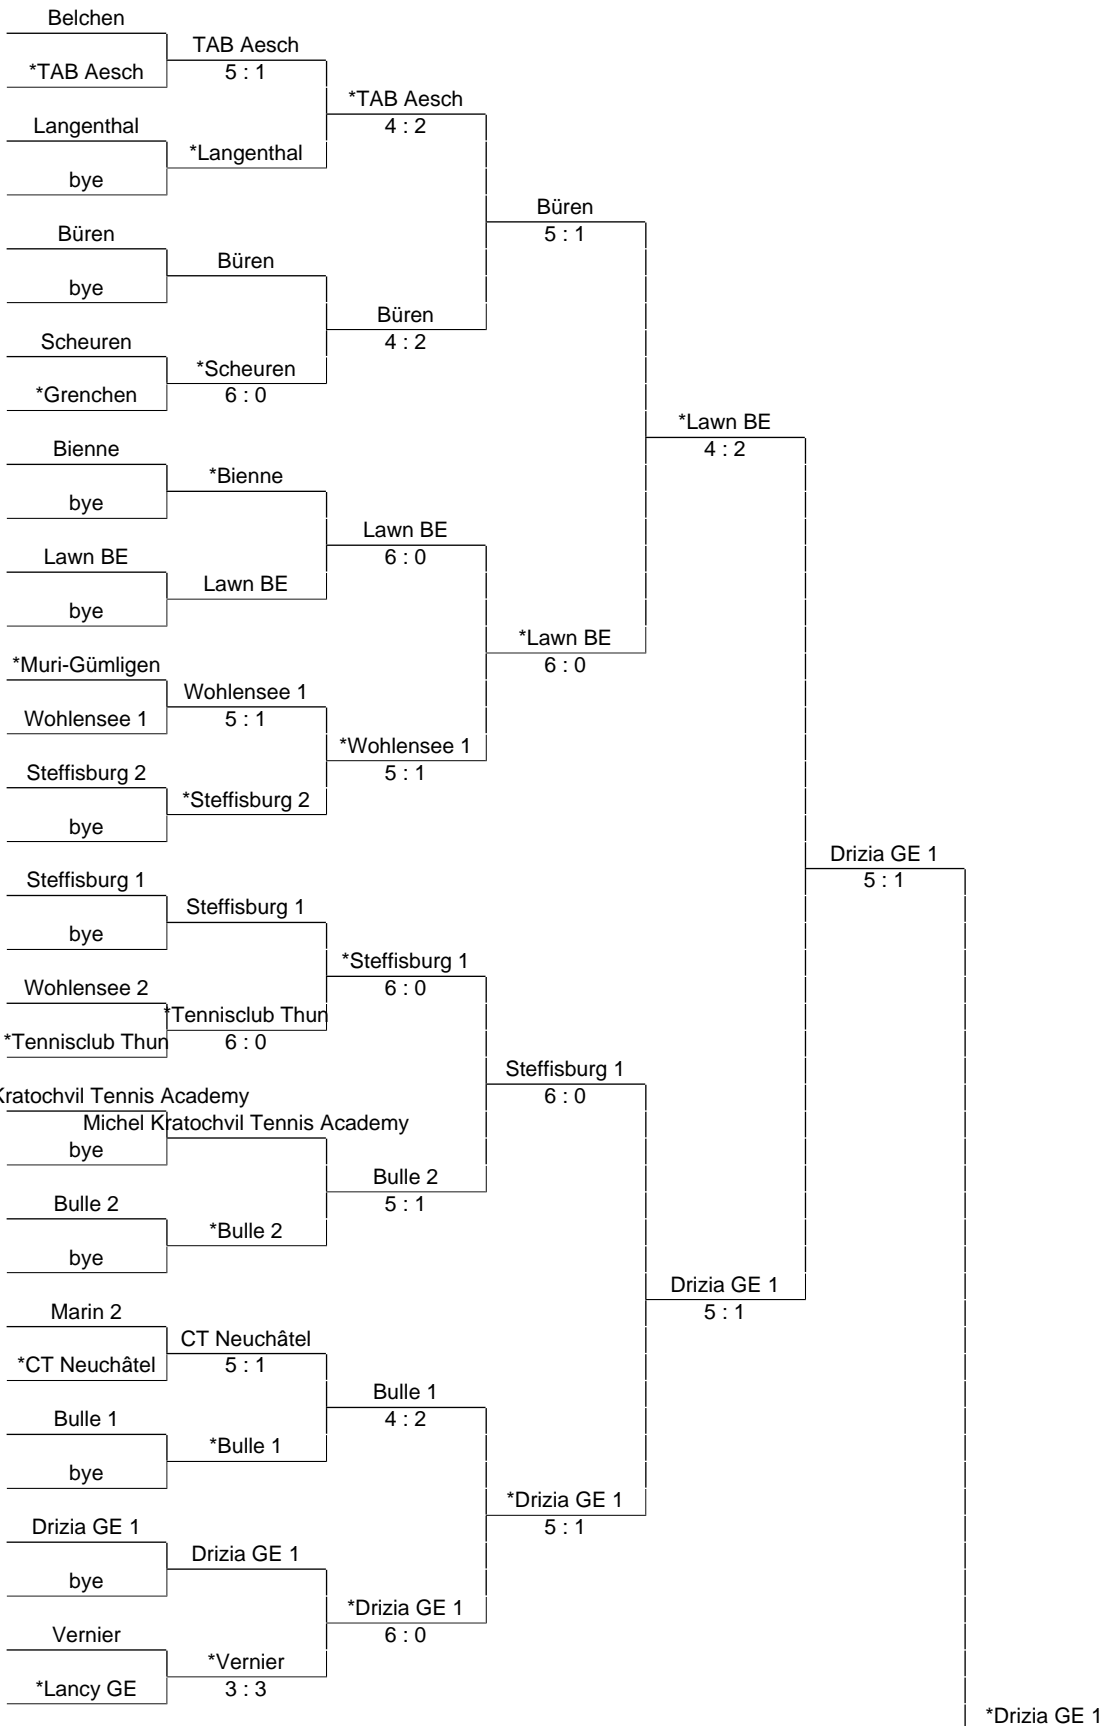 Belchen
TAB Aesch
*TAB Aesch
5 : 1
*TAB Aesch
4 : 2
Langenthal
*Langenthal
bye
Büren
5 : 1
Büren
Büren
bye
Büren
4 : 2
Scheuren
*Scheuren
6 : 0
*Grenchen
*Lawn BE
4 : 2
Bienne
*Bienne
bye
Lawn BE
6 : 0
Lawn BE
Lawn BE
bye
*Lawn BE
6 : 0
*Muri-Gümligen
Wohlensee 1
5 : 1
Wohlensee 1
*Wohlensee 1
5 : 1
Steffisburg 2
*Steffisburg 2
bye
Drizia GE 1
5 : 1
Steffisburg 1
Steffisburg 1
bye
*Steffisburg 1
6 : 0
Wohlensee 2
*Tennisclub Thun
*Tennisclub Thun
6 : 0
Steffisburg 1
6 : 0
Kratochvil Tennis Academy
Michel Kratochvil Tennis Academy
bye
Bulle 2
5 : 1
Bulle 2
*Bulle 2
bye
Drizia GE 1
5 : 1
Marin 2
CT Neuchâtel
*CT Neuchâtel
5 : 1
Bulle 1
4 : 2
Bulle 1
*Bulle 1
bye
*Drizia GE 1
5 : 1
Drizia GE 1
Drizia GE 1
bye
*Drizia GE 1
6 : 0
Vernier
*Vernier
*Lancy GE
3 : 3
*Drizia GE 1